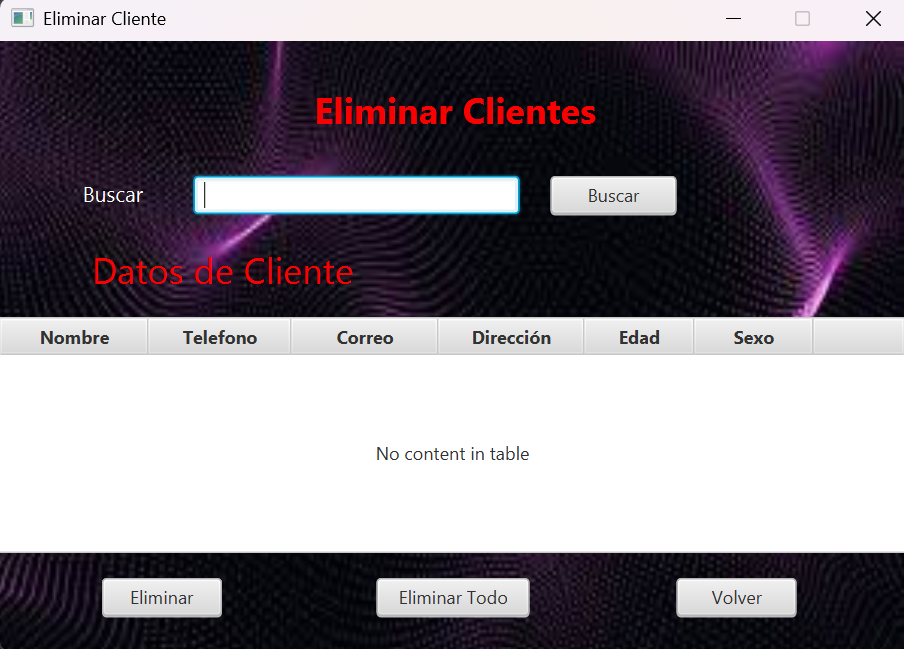 Eliminar Cliente
Eliminar Clientes
Buscar Buscar
Datos de Cliente
Nombre Telefono Correo Dirección Edad Sexo
No content in table
Eliminar Eliminar Todo Volver